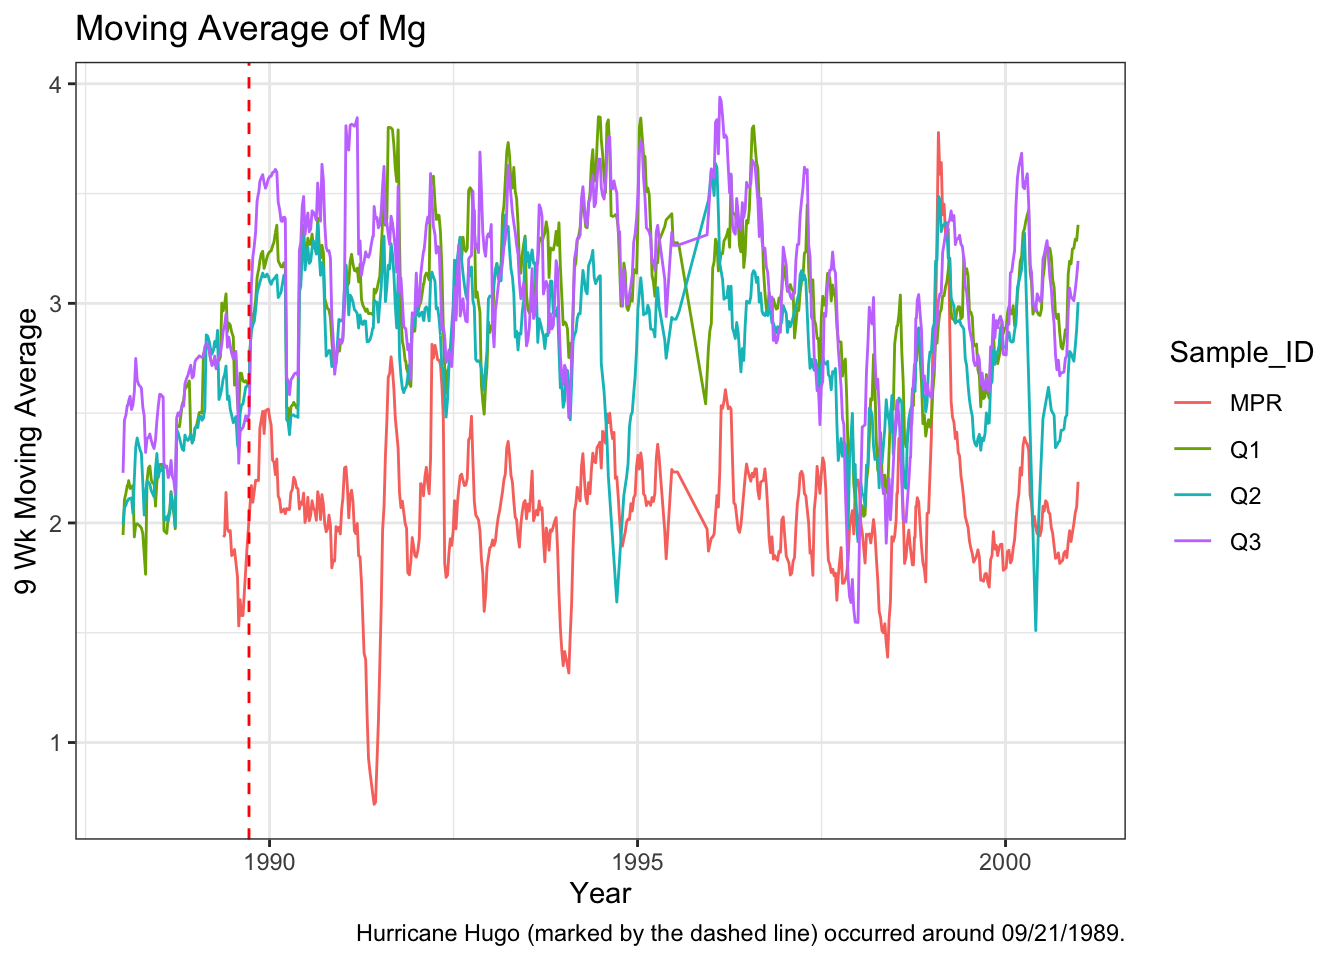 Moving Average of Mg
4
3
2
1
9 Wk Moving Average
1990
1995
2000
Year
Sample_ID
MPR
Q1
Q2
Q3
Hurricane Hugo (marked by the dashed line) occurred around 09/21/1989.